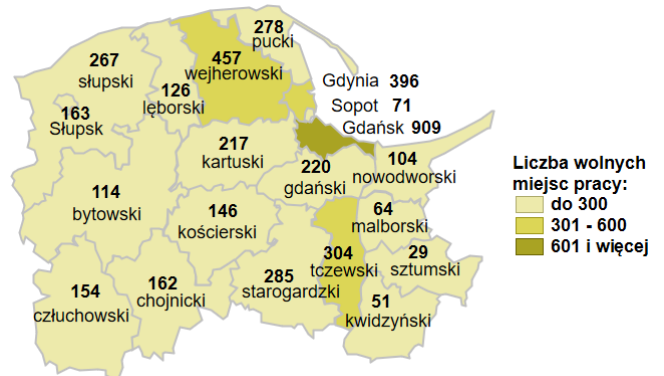 278
pucki
267
słupski
457
wejherowski
126
lęborski
Gdynia 396
Sopot 71
Gdańsk 909
163
Słupsk
217
kartuski
220
gdański
104
nowodworski
114
bytowski
146
kościerski
64
malborski
304
tczewski
29
sztumski
285
starogardzki
162
chojnicki
154
człuchowski
51
kwidzyński
Liczba wolnych
miejsc pracy:
do 300
301 - 600
601 i więcej